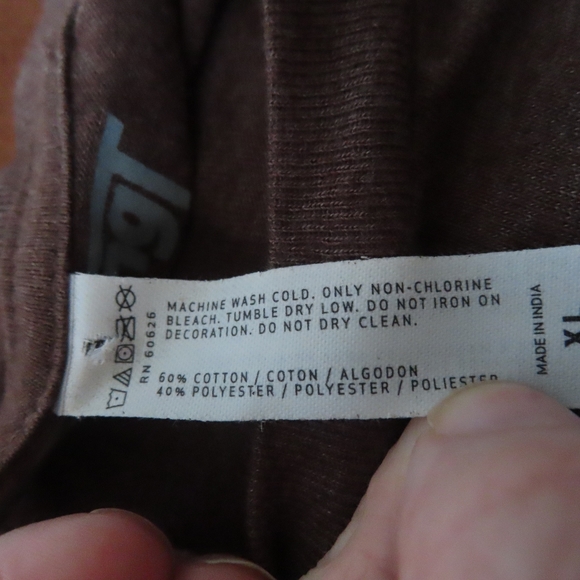 MACHINE WASH COLD. ONLY NON-CHLORINE
BLEACH. TUMBLE DRY LOW. DO NOT IRON ON
DECORATION. DO NOT DRY CLEAN.
60% COTTON / COTON / ALGODON
40% POLYESTER / POLYESTER / POLIESTER
RN 60626
MADE IN INDIA
XL